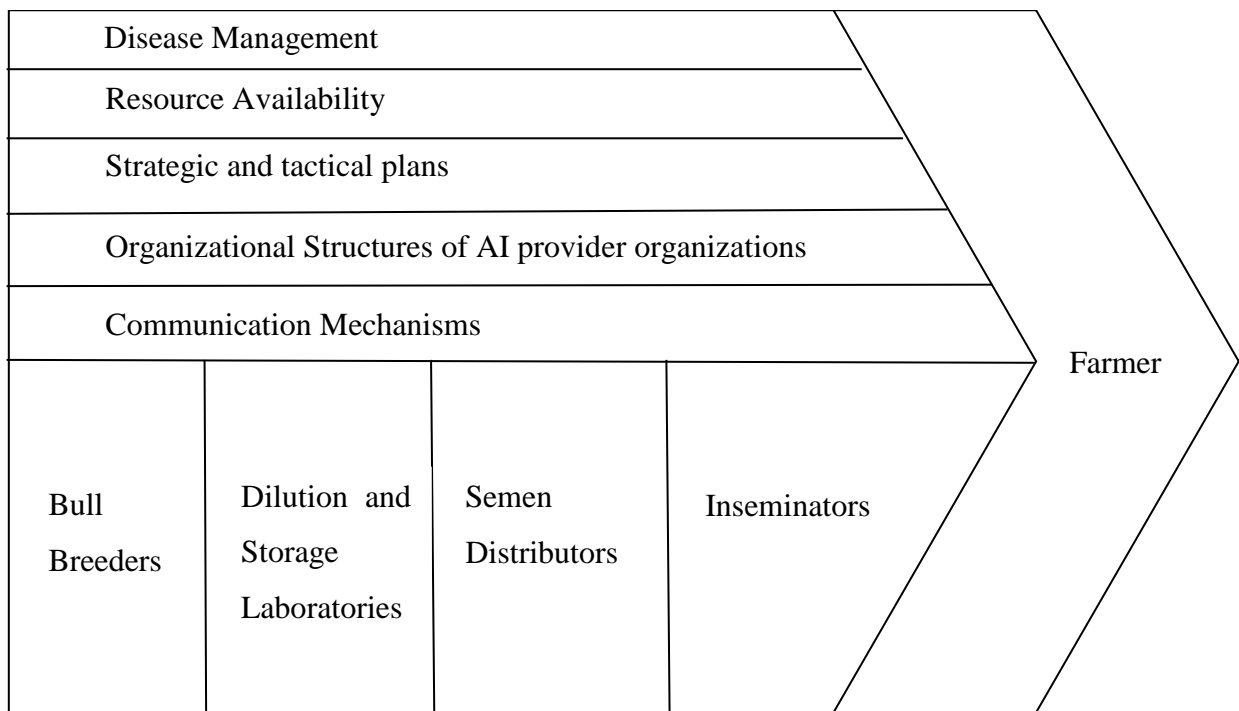 Disease Management
Resource Availability
Strategic and tactical plans
Organizational Structures of AI provider organizations
Communication Mechanisms
Farmer
Bull
Breeders
Dilution and
Storage
Laboratories
Semen
Distributors
Inseminators